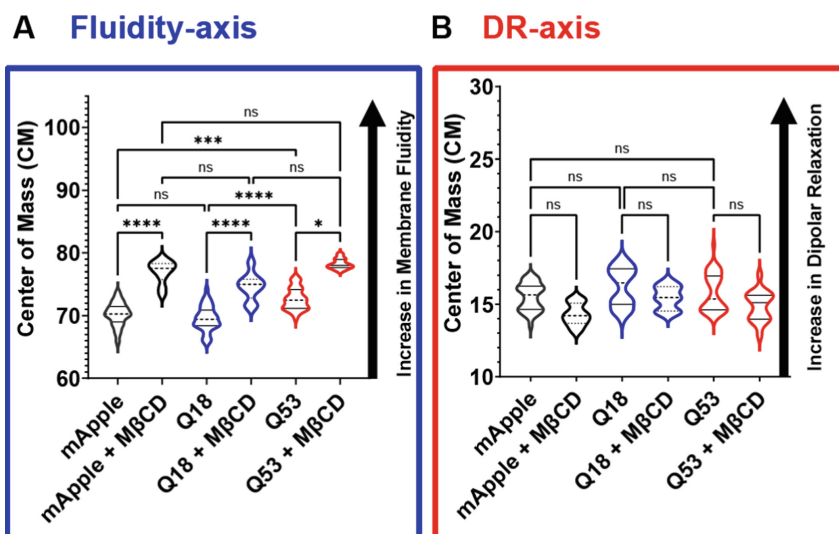 A Fluidity-axis
Center of Mass (CM)
100
90
80
70
60
ns
***
ns
ns
ns
****
****
****
*
Increase in Membrane Fluidity
mApple
mApple + MβCD
Q18
Q18 + MβCD
Q53
Q53 + MβCD
B DR-axis
Center of Mass (CM)
30
25
20
15
10
ns
ns
ns
ns
ns
ns
Increase in Dipolar Relaxation
mApple
mApple + MβCD
Q18
Q18 + MβCD
Q53
Q53 + MβCD